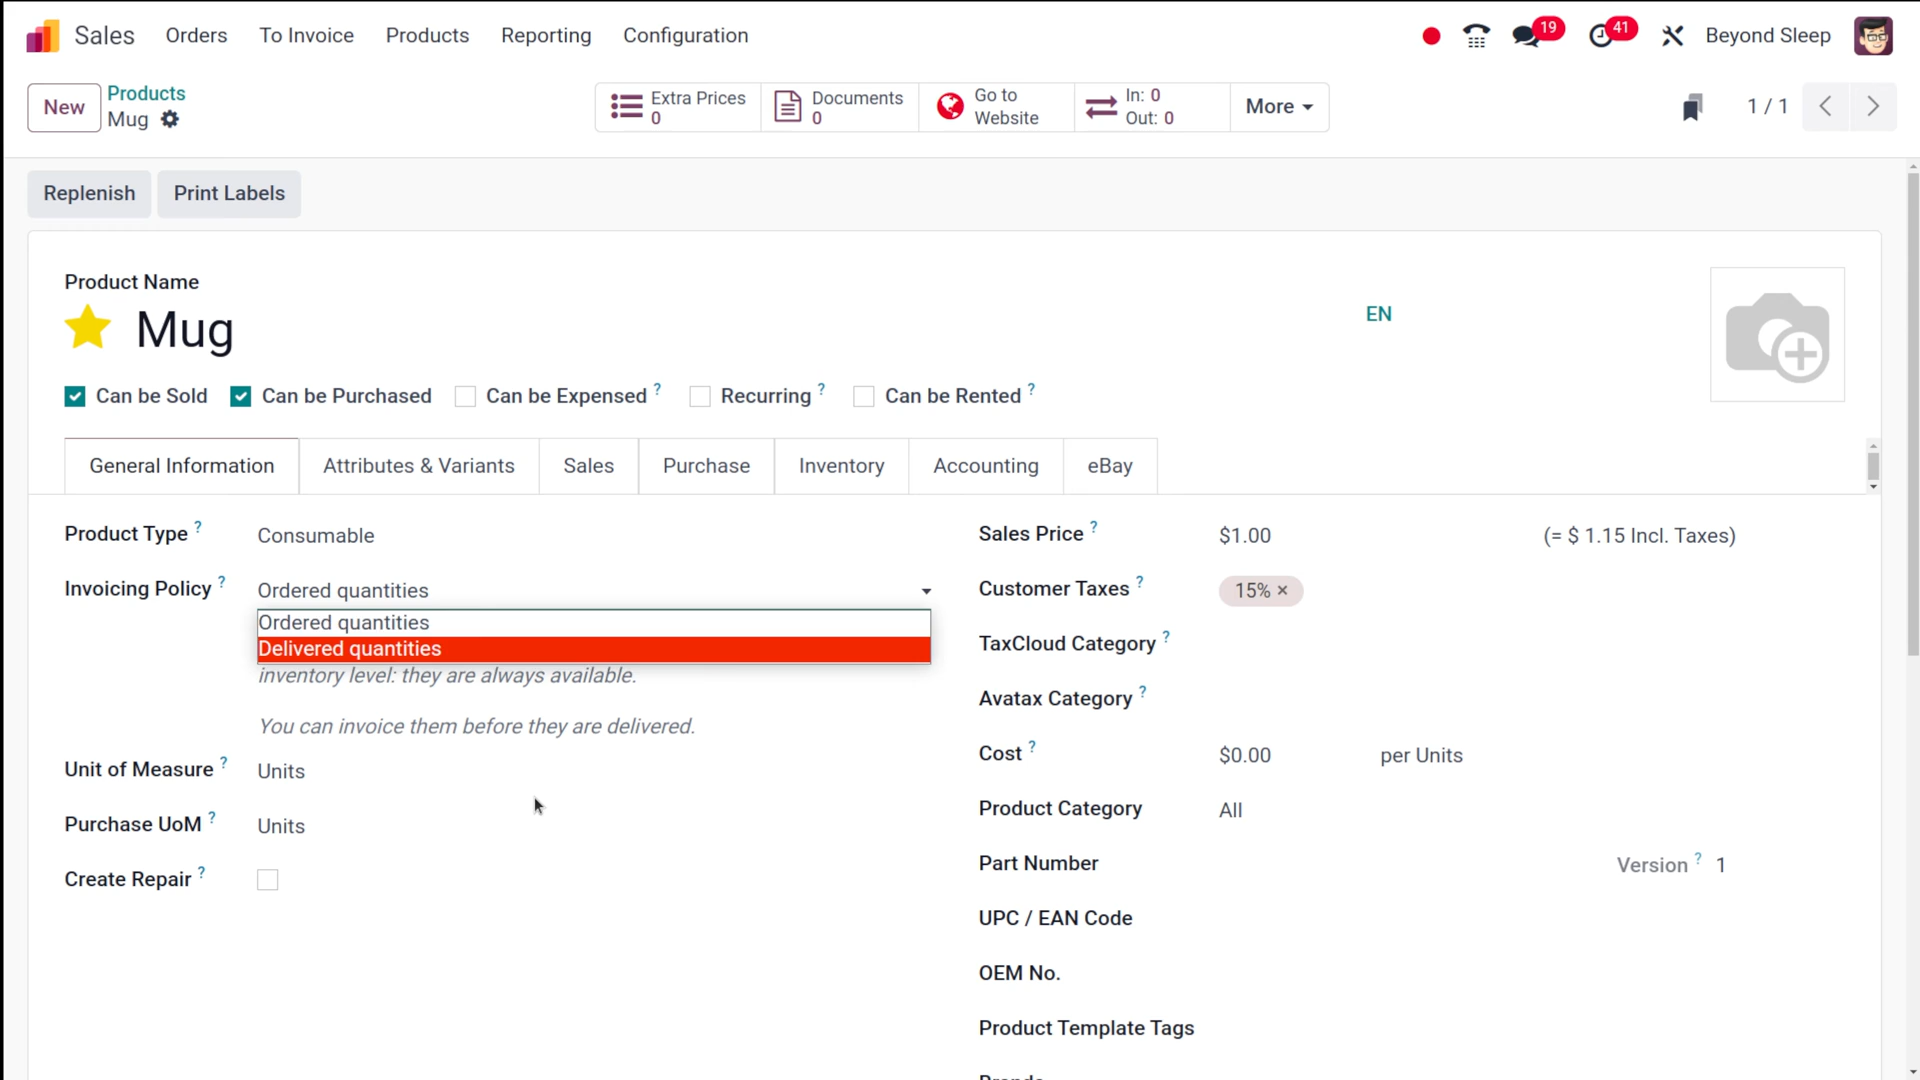 Sales Orders To Invoice Products Reporting Configuration 19 41 Beyond Sleep
New Products
Mug
Extra Prices
0
Documents
0
Go to
Website
In: 0
Out: 0
More
1 / 1
Replenish Print Labels
Product Name
Mug
EN
Can be Sold Can be Purchased Can be Expensed ? Recurring ? Can be Rented ?
General Information Attributes & Variants Sales Purchase Inventory Accounting eBay
Product Type ? Consumable
Invoicing Policy ? Ordered quantities
Ordered quantities
Delivered quantities
inventory level: they are always available.
You can invoice them before they are delivered.
Unit of Measure ? Units
Purchase UoM ? Units
Create Repair ?
Sales Price ? $1.00 (= $ 1.15 Incl. Taxes)
Customer Taxes ? 15% ×
TaxCloud Category ?
Avatax Category ?
Cost ? $0.00 per Units
Product Category All
Part Number Version ? 1
UPC / EAN Code
OEM No.
Product Template Tags